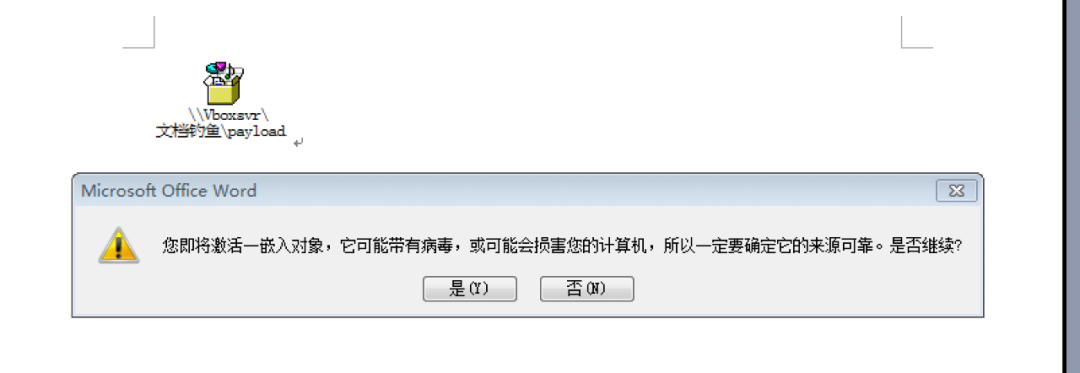 \\Vboxsvr\
文档钓鱼\payload
Microsoft Office Word
您即将激活一嵌入对象，它可能带有病毒，或可能会损害您的计算机，所以一定要确定它的来源可靠。是否继续?
是(Y)
否(N)